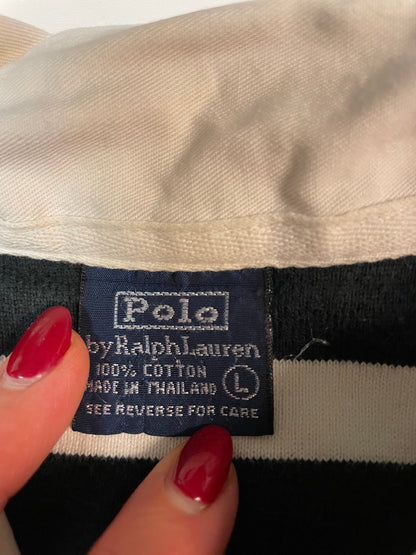 Polo
by Ralph Lauren
100% COTTON
MADE IN THAILAND
L
SEE REVERSE FOR CARE